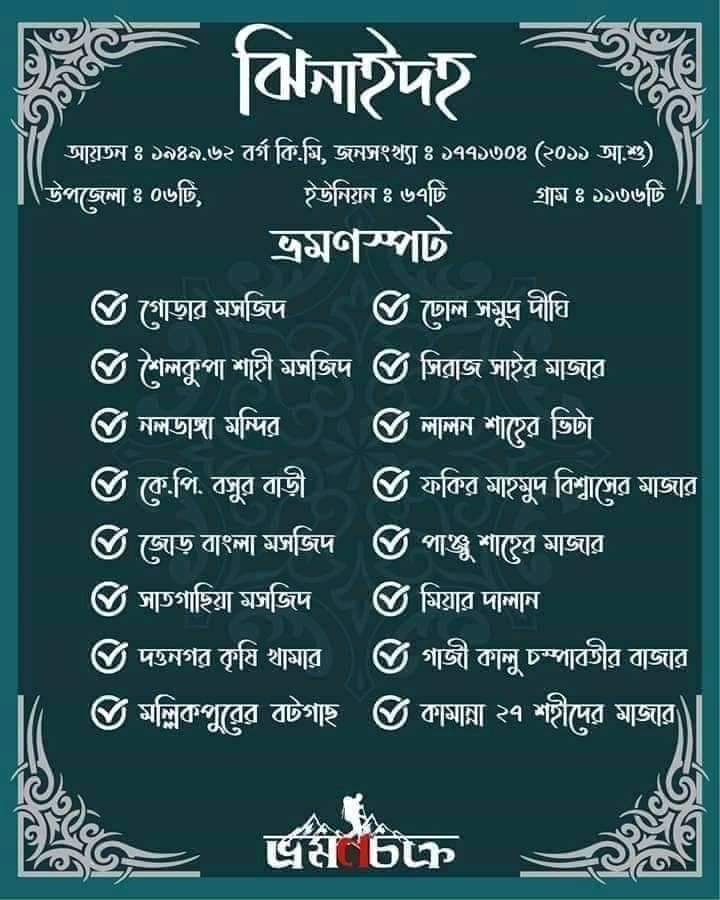 ঝিনাইদহ
আয়তন ঃ ১৯৪৯.৬২ বর্গ কি.মি, জনসংখ্যা ঃ ১৭৭১৩০৪ (২০১১ আ.শু)
উপজেলা ঃ ০৬টি, ইউনিয়ন ঃ ৬৭টি গ্রাম ঃ ১১৩৬টি
ভ্রমণস্পট
গোড়ার মসজিদ
শৈলকুপা শাহী মসজিদ
নলডাঙ্গা মন্দির
কে.পি. বসুর বাড়ী
জোড় বাংলা মসজিদ
সাতগাছিয়া মসজিদ
দত্তনগর কৃষি খামার
মল্লিকপুরের বটগাছ
ঢোল সমুদ্র দীঘি
সিরাজ সাইর মাজার
লালন শাহের ভিটা
ফকির মাহমুদ বিশ্বাসের মাজার
পাঞ্জু শাহের মাজার
মিয়ার দালান
গাজী কালু চম্পাবতীর বাজার
কামান্না ২৭ শহীদের মাজার
ভ্রমণচক্র